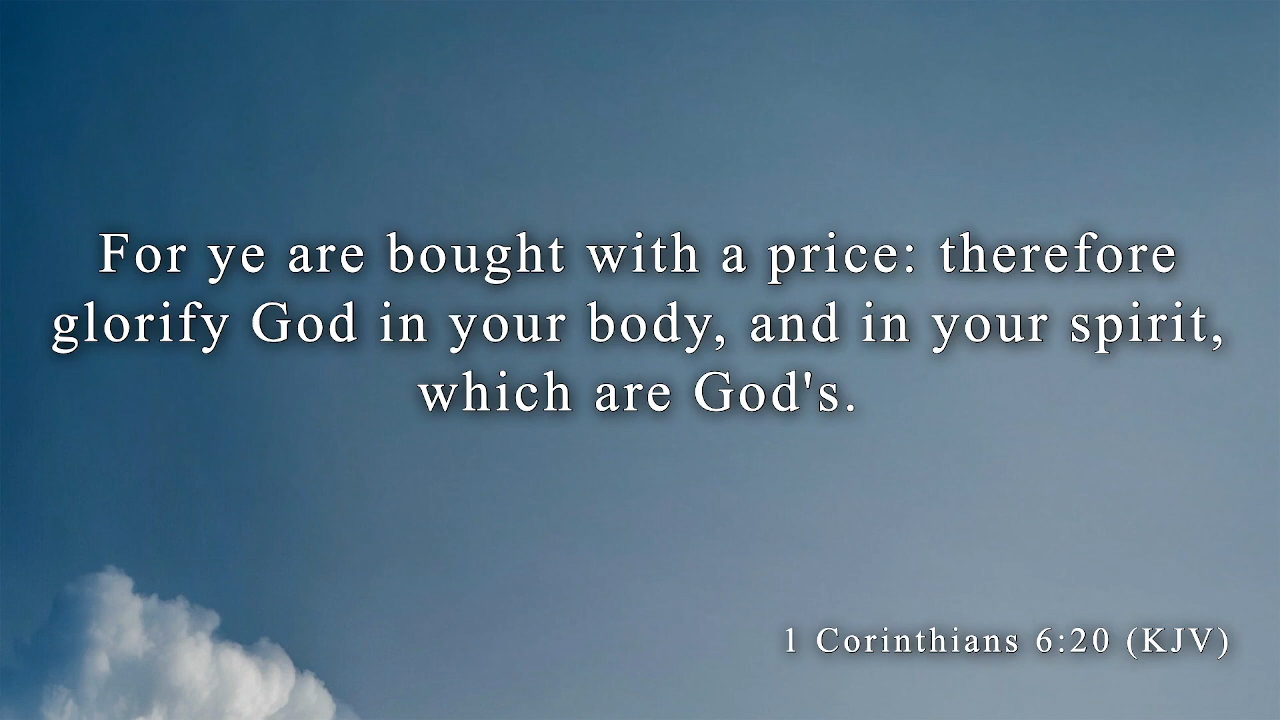 For ye are bought with a price: therefore
glorify God in your body, and in your spirit,
which are God's.
1 Corinthians 6:20 (KJV)